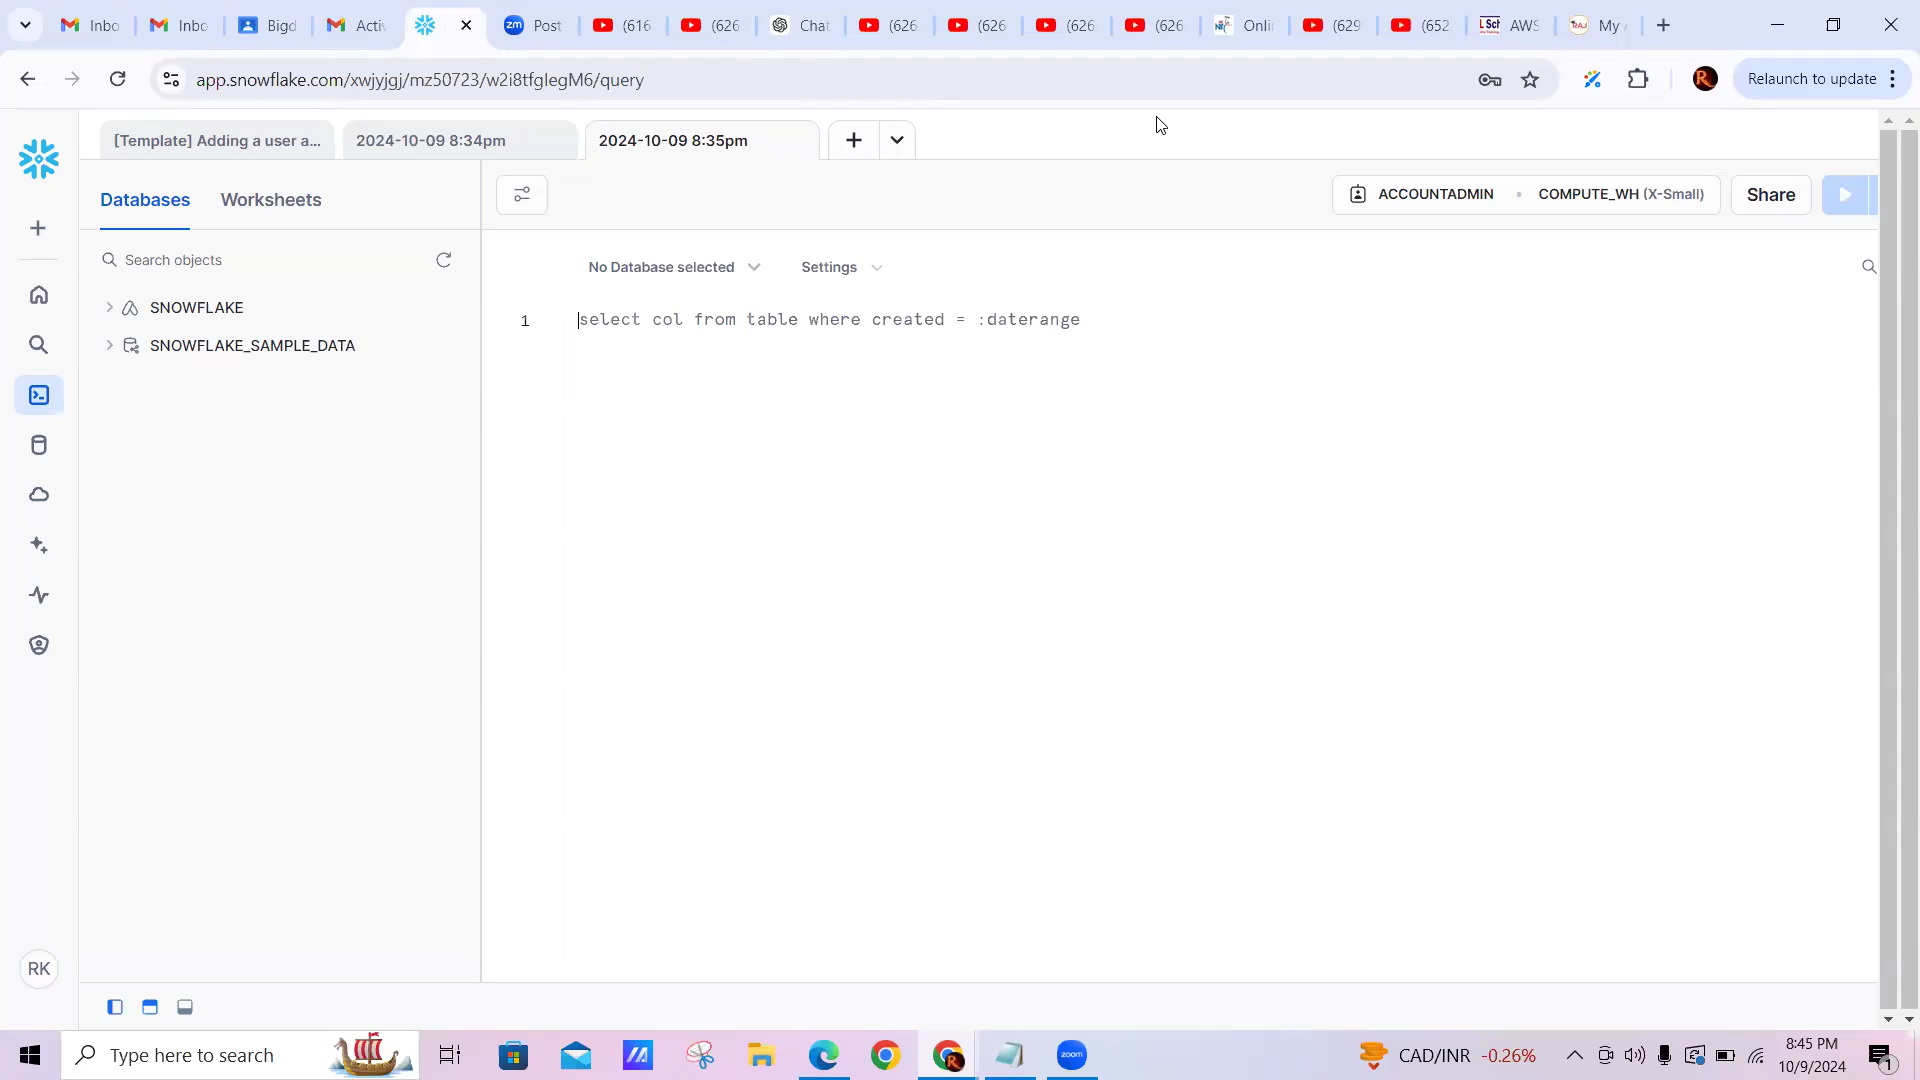 Inbo
Inbo
Bigd
Activ
Post
(616
(626
Chat
(626
(626
(626
(626
Onli
(629
(652
AWS
My
app.snowflake.com/xwjyjgj/mz50723/w2i8tfglegM6/query
Relaunch to update
[Template] Adding a user a...
2024-10-09 8:34pm
2024-10-09 8:35pm
Databases
Worksheets
ACCOUNTADMIN
COMPUTE_WH (X-Small)
Share
Search objects
No Database selected
Settings
SNOWFLAKE
SNOWFLAKE_SAMPLE_DATA
1
select col from table where created = :daterange
RK
Type here to search
zoom
CAD/INR -0.26%
8:45 PM
10/9/2024
1